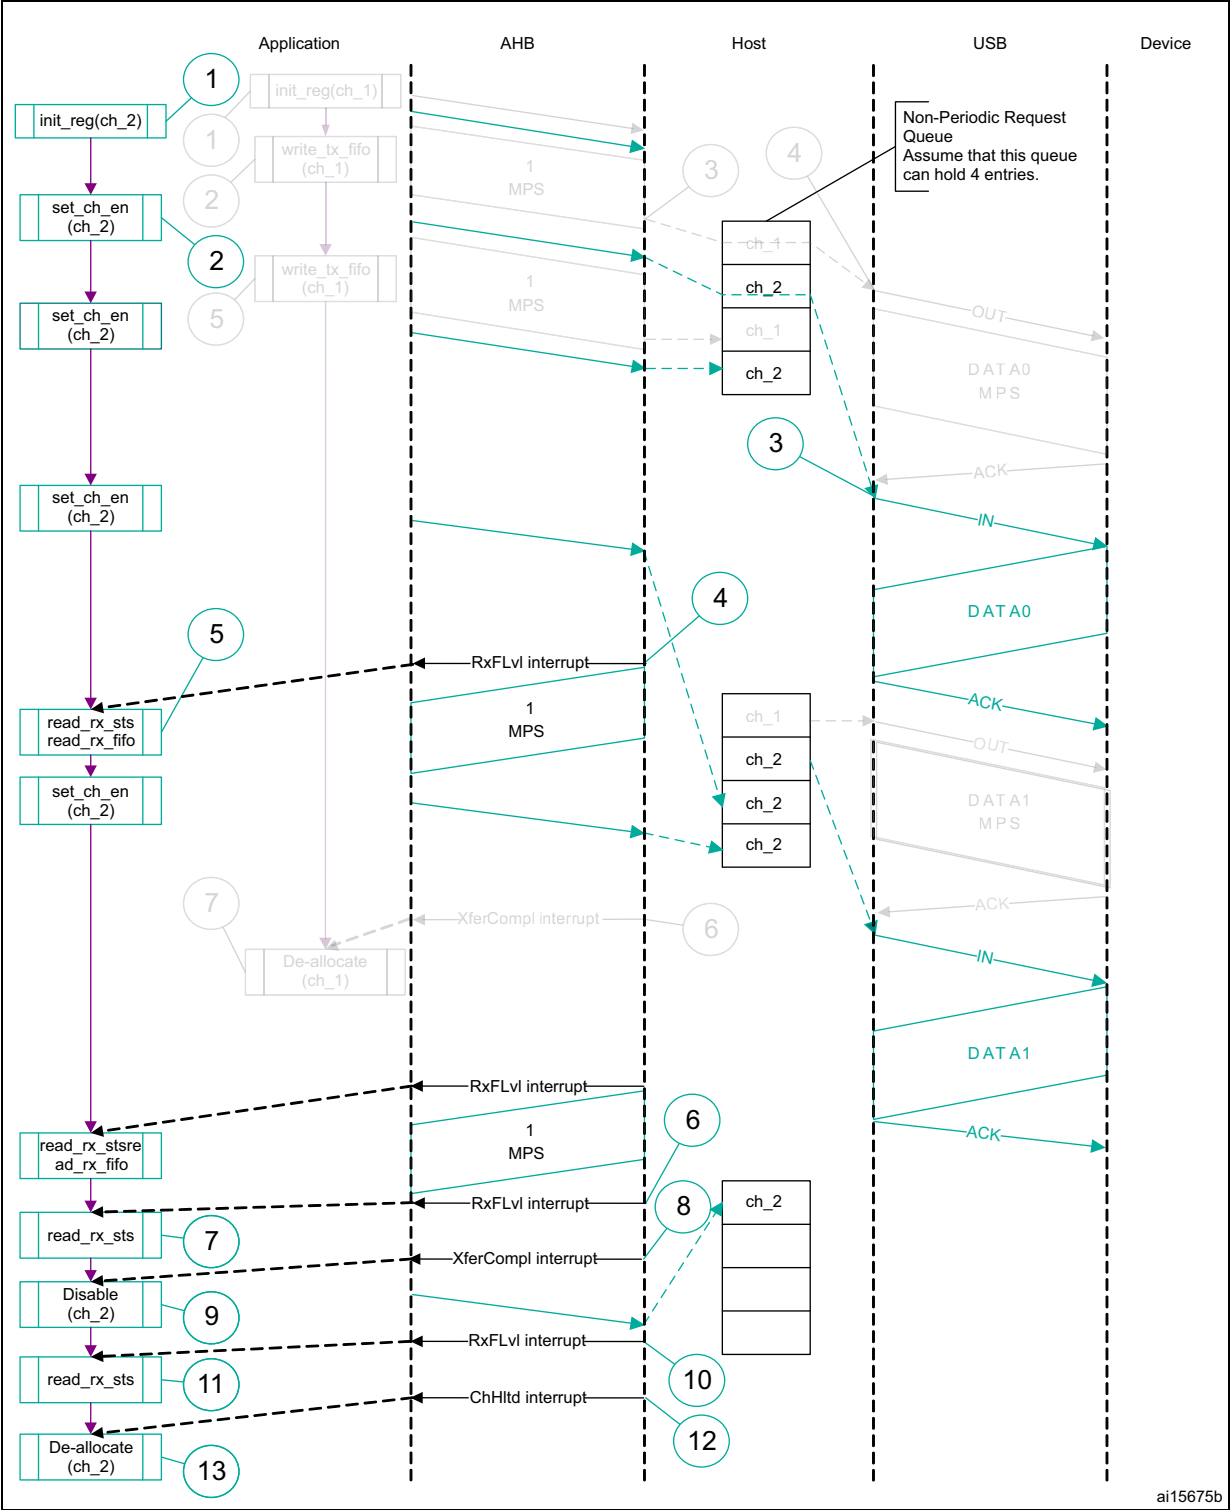 Application
AHB
Host
USB
Device
1
init_reg(ch_2)
init_reg(ch_1)
1
write_tx_fifo
(ch_1)
2
1
MPS
3
4
Non-Periodic Request
Queue
Assume that this queue
can hold 4 entries.
set_ch_en
(ch_2)
2
ch_1
write_tx_fifo
(ch_1)
5
1
MPS
ch_2
set_ch_en
(ch_2)
ch_1
OUT
ch_2
DATA0
MPS
3
ACK
set_ch_en
(ch_2)
IN
4
DATA0
5
RxFLvl interrupt
ACK
read_rx_sts
read_rx_fifo
1
MPS
ch_1
OUT
ch_2
set_ch_en
(ch_2)
ch_2
DATA1
MPS
ch_2
7
XferCompl interrupt
6
ACK
De-allocate
(ch_1)
IN
DATA1
RxFLvl interrupt
read_rx_stsre
ad_rx_fifo
1
MPS
6
ACK
RxFLvl interrupt
8
ch_2
read_rx_sts
7
XferCompl interrupt
Disable
(ch_2)
9
RxFLvl interrupt
read_rx_sts
11
10
ChHltd interrupt
12
De-allocate
(ch_2)
13
ai15675b